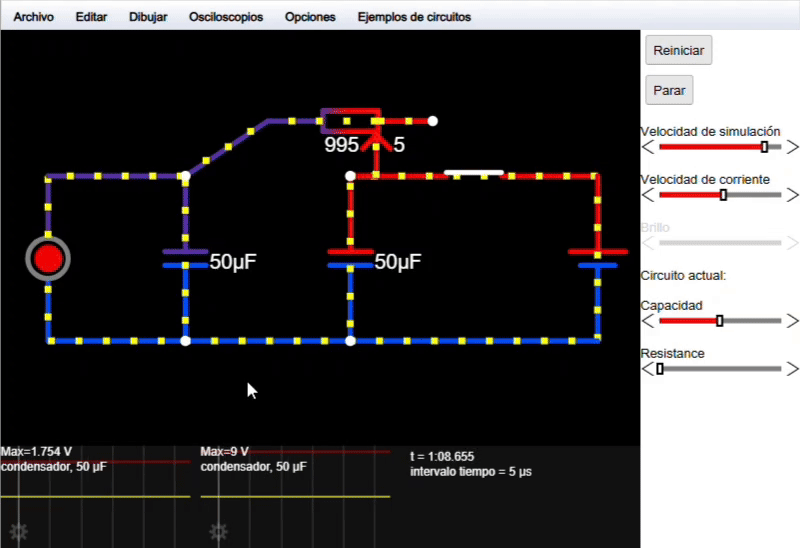 Archivo Editar Dibujar Osciloscopios Opciones Ejemplos de circuitos
Reiniciar
Parar
Velocidad de simulación
Velocidad de corriente
Brillo
Circuito actual:
Capacidad
Resistance
995 5
50μF 50μF
Max=1.754 V
condensador, 50 μF
Max=9 V
condensador, 50 μF
t = 1:08.655
intervalo tiempo = 5 μs